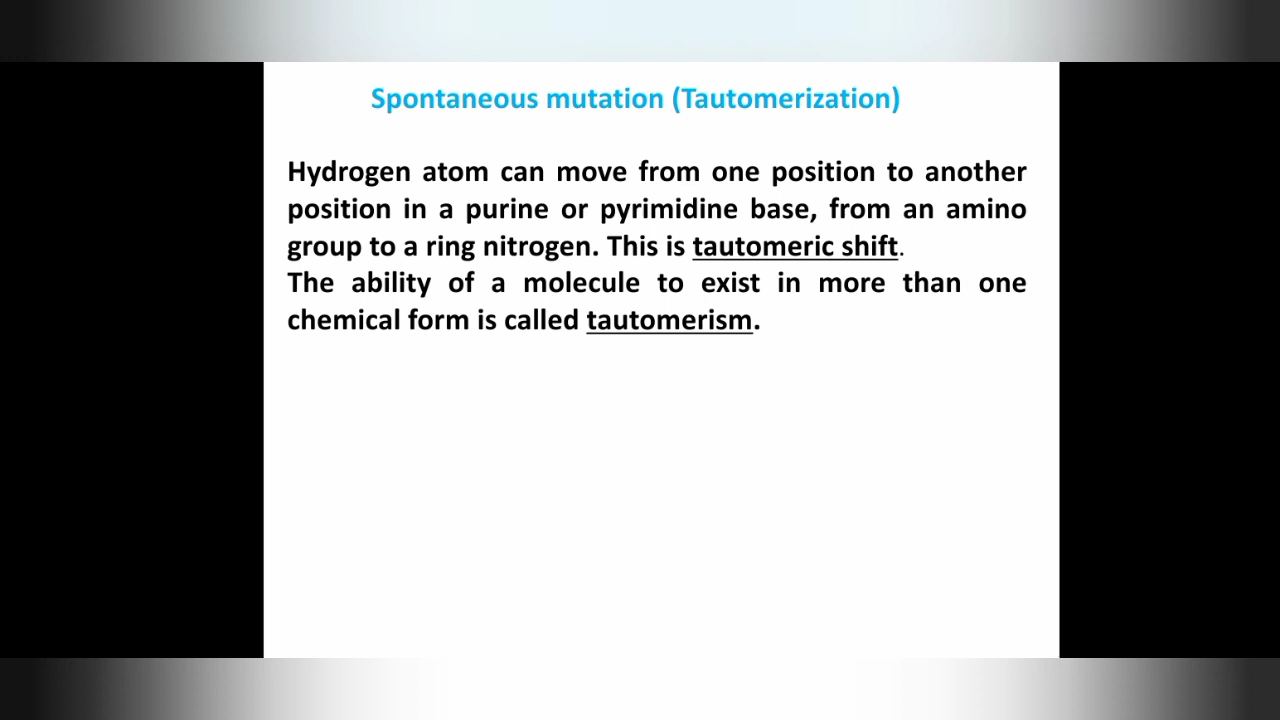 Spontaneous mutation (Tautomerization)
Hydrogen atom can move from one position to another
position in a purine or pyrimidine base, from an amino
group to a ring nitrogen. This is tautomeric shift.
The ability of a molecule to exist in more than one
chemical form is called tautomerism.